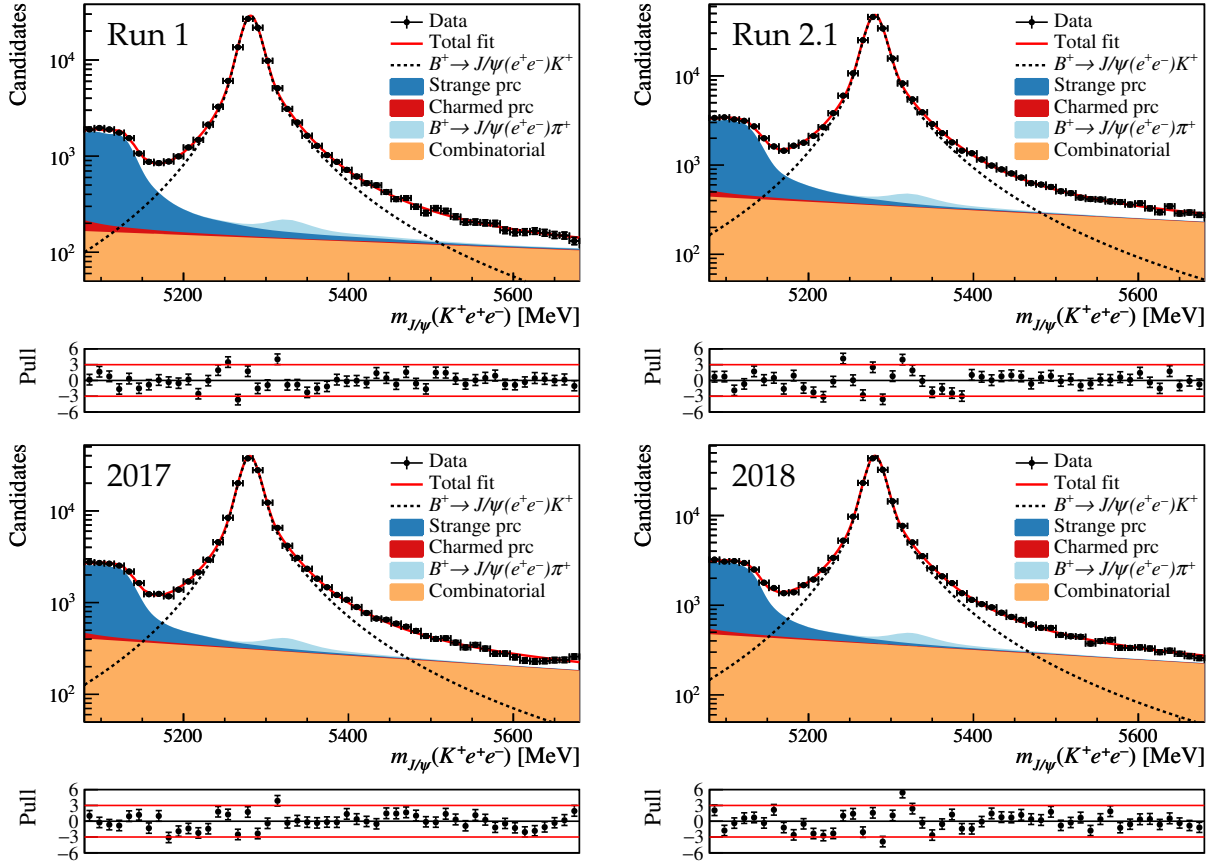 Run 1
Candidates
10⁴
10³
10²
Data
Total fit
B⁺ → J/ψ(e⁺e⁻)K⁺
Strange prc
Charmed prc
B⁺ → J/ψ(e⁺e⁻)π⁺
Combinatorial
5200 5400 5600
m_{J/ψ}(K⁺e⁺e⁻) [MeV]
Pull
6
3
0
−3
−6
Run 2.1
Candidates
10⁴
10³
10²
Data
Total fit
B⁺ → J/ψ(e⁺e⁻)K⁺
Strange prc
Charmed prc
B⁺ → J/ψ(e⁺e⁻)π⁺
Combinatorial
5200 5400 5600
m_{J/ψ}(K⁺e⁺e⁻) [MeV]
Pull
6
3
0
−3
−6
2017
Candidates
10⁴
10³
10²
Data
Total fit
B⁺ → J/ψ(e⁺e⁻)K⁺
Strange prc
Charmed prc
B⁺ → J/ψ(e⁺e⁻)π⁺
Combinatorial
5200 5400 5600
m_{J/ψ}(K⁺e⁺e⁻) [MeV]
Pull
6
3
0
−3
−6
2018
Candidates
10⁴
10³
10²
Data
Total fit
B⁺ → J/ψ(e⁺e⁻)K⁺
Strange prc
Charmed prc
B⁺ → J/ψ(e⁺e⁻)π⁺
Combinatorial
5200 5400 5600
m_{J/ψ}(K⁺e⁺e⁻) [MeV]
Pull
6
3
0
−3
−6